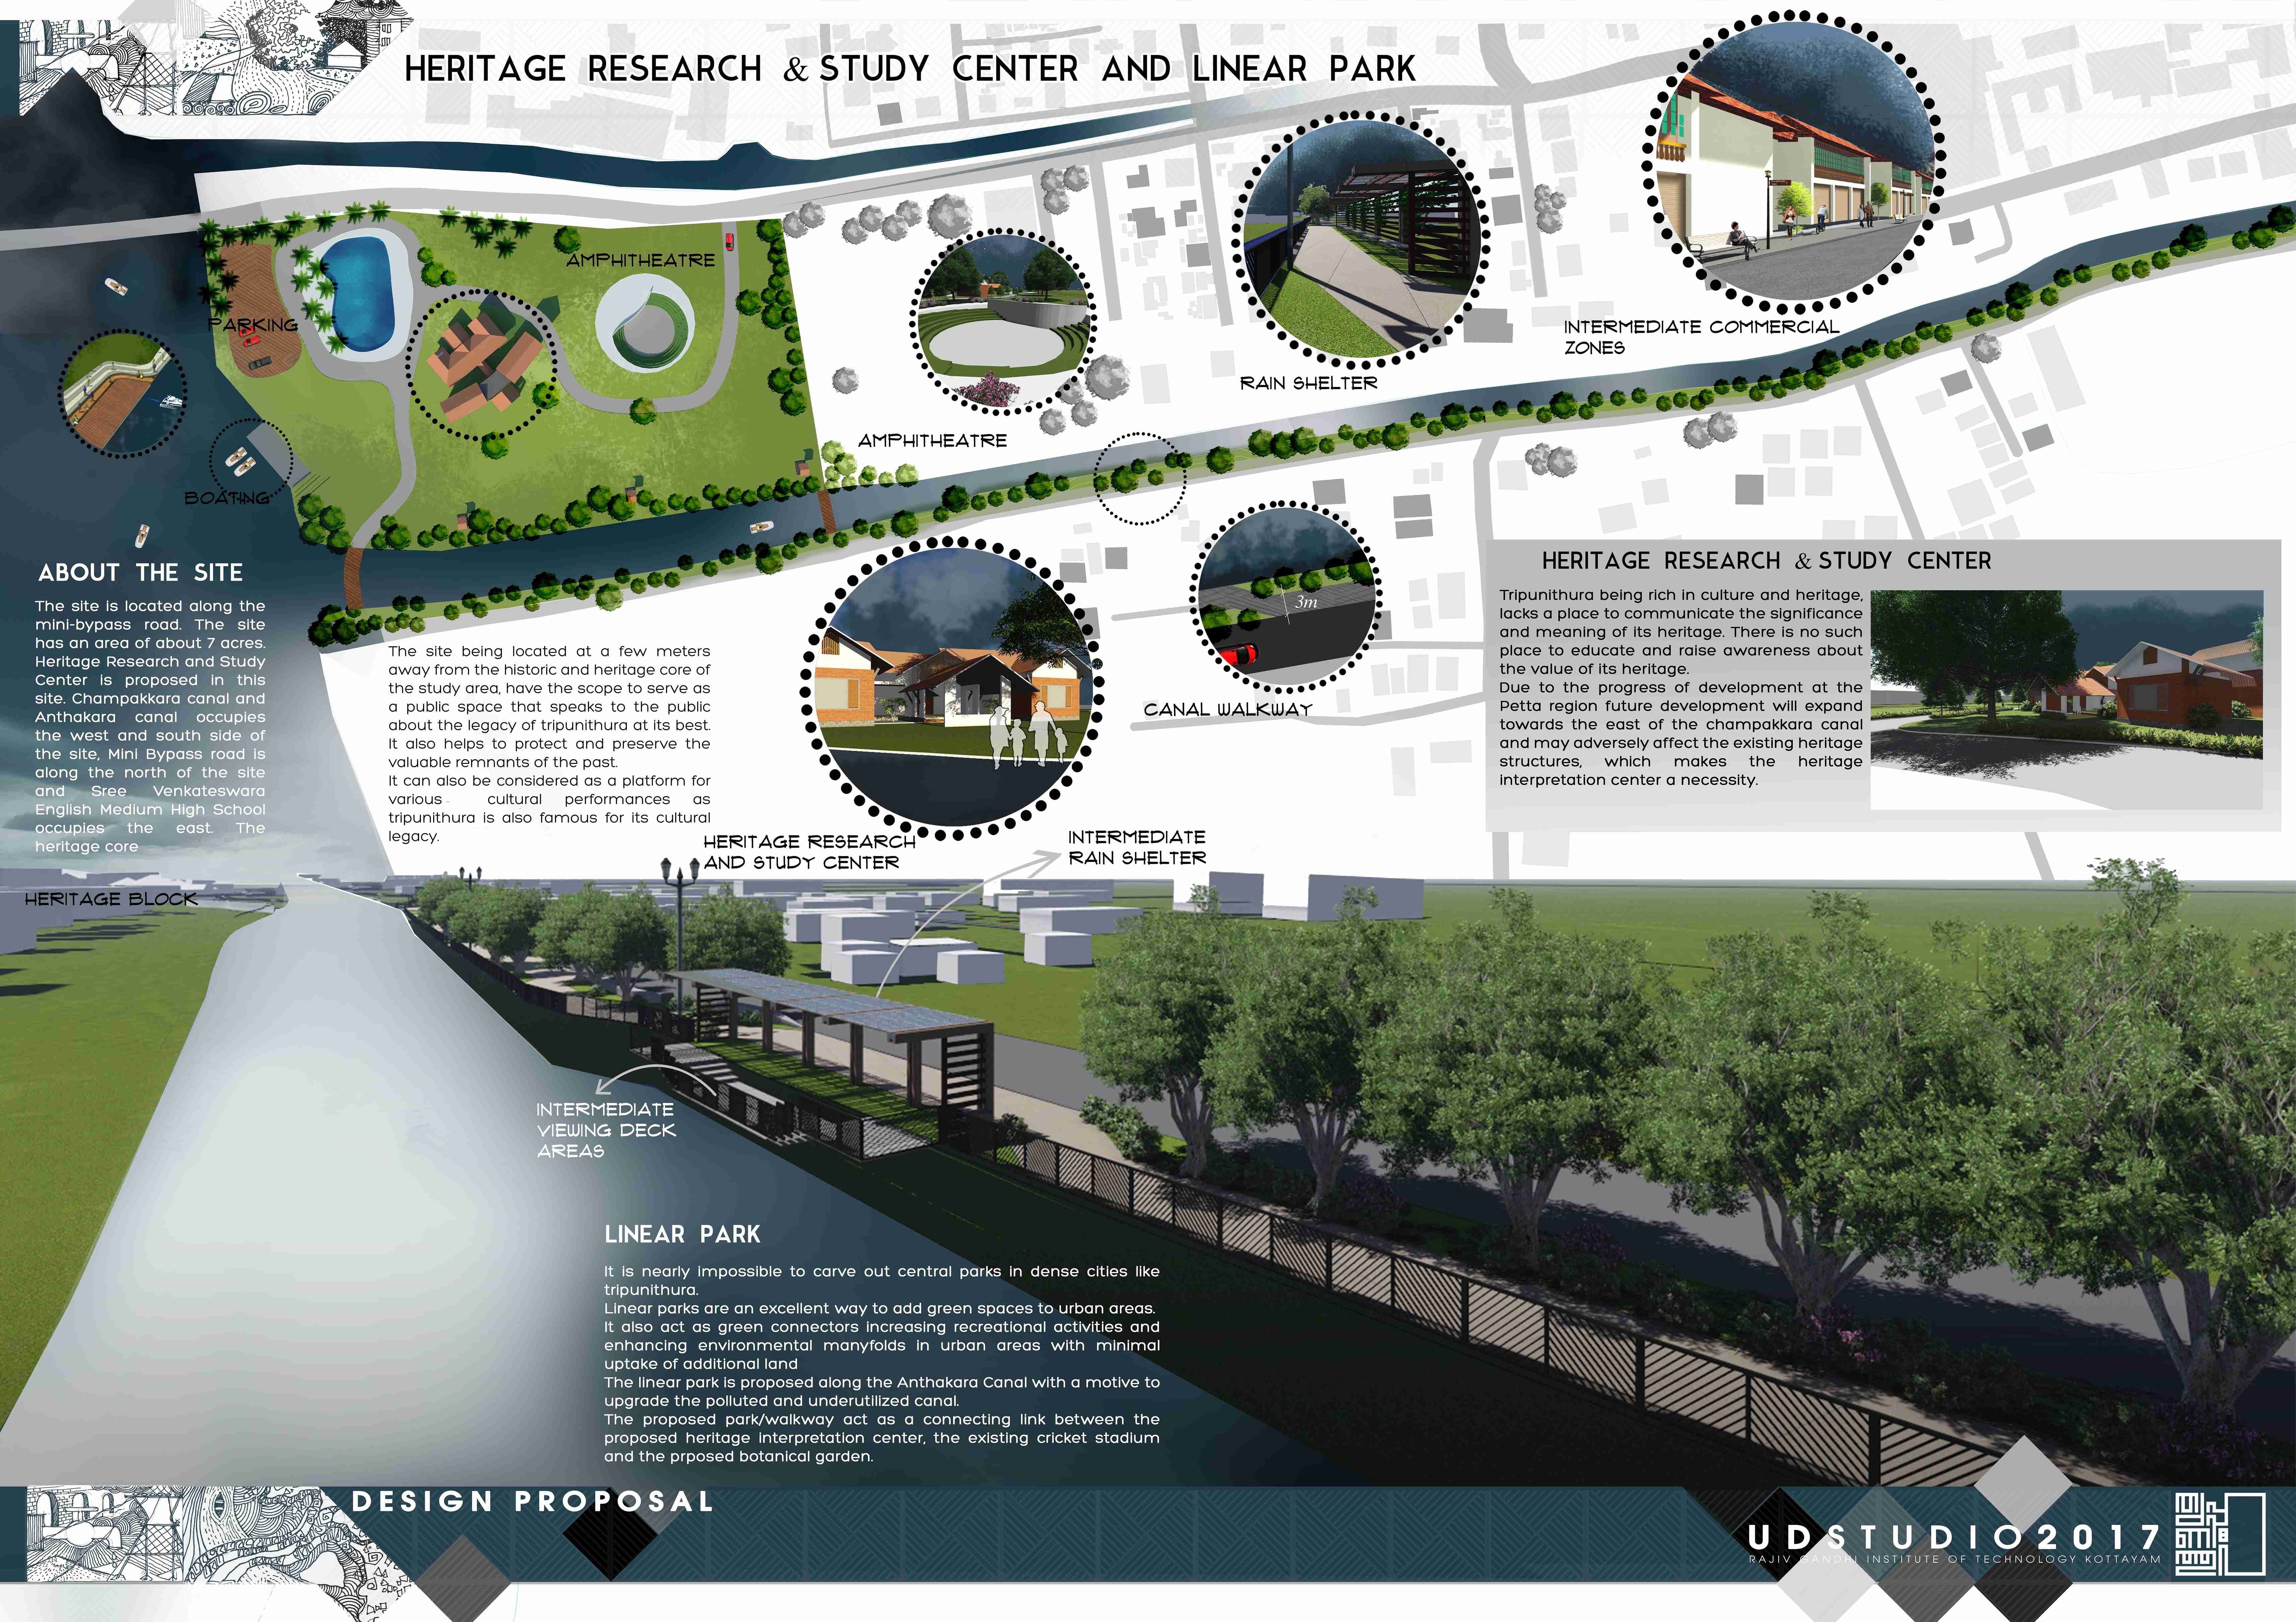 HERITAGE RESEARCH & STUDY CENTER AND LINEAR PARK
AMPHITHEATRE
PARKING
BOATING
AMPHITHEATRE
RAIN SHELTER
INTERMEDIATE COMMERCIAL
ZONES
3m
CANAL WALKWAY
ABOUT THE SITE
The site is located along the
mini-bypass road. The site
has an area of about 7 acres.
Heritage Research and Study
Center is proposed in this
site. Champakkara canal and
Anthakara canal occupies
the west and south side of
the site, Mini Bypass road is
along the north of the site
and Sree Venkateswara
English Medium High School
occupies the east. The
heritage core
HERITAGE BLOCK
The site being located at a few meters
away from the historic and heritage core of
the study area, have the scope to serve as
a public space that speaks to the public
about the legacy of tripunithura at its best.
It also helps to protect and preserve the
valuable remnants of the past.
It can also be considered as a platform for
various cultural performances as
tripunithura is also famous for its cultural
legacy.
HERITAGE RESEARCH
AND STUDY CENTER
INTERMEDIATE
RAIN SHELTER
HERITAGE RESEARCH & STUDY CENTER
Tripunithura being rich in culture and heritage,
lacks a place to communicate the significance
and meaning of its heritage. There is no such
place to educate and raise awareness about
the value of its heritage.
Due to the progress of development at the
Petta region future development will expand
towards the east of the champakkara canal
and may adversely affect the existing heritage
structures, which makes the heritage
interpretation center a necessity.
INTERMEDIATE
VIEWING DECK
AREAS
LINEAR PARK
It is nearly impossible to carve out central parks in dense cities like
tripunithura.
Linear parks are an excellent way to add green spaces to urban areas.
It also act as green connectors increasing recreational activities and
enhancing environmental manyfolds in urban areas with minimal
uptake of additional land
The linear park is proposed along the Anthakara Canal with a motive to
upgrade the polluted and underutilized canal.
The proposed park/walkway act as a connecting link between the
proposed heritage interpretation center, the existing cricket stadium
and the prposed botanical garden.
DESIGN PROPOSAL
UDSTUDIO2017
RAJIV GANDHI INSTITUTE OF TECHNOLOGY KOTTAYAM